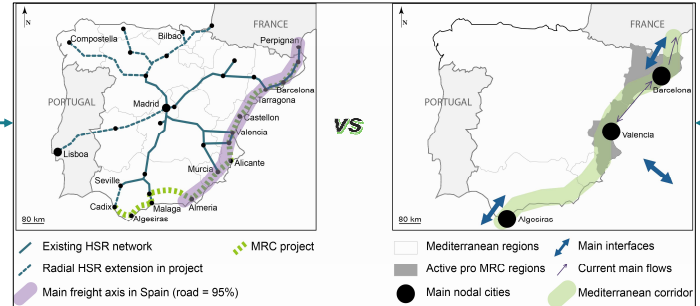 N
FRANCE
Compostella
Bilbao
Perpignan
Barcelona
Tarragona
Castellon
Madrid
PORTUGAL
Valencia
Lisboa
Alicante
Murcia
Seville
Cadix
Malaga
Almeria
Algesiras
80 km
Existing HSR network
MRC project
Radial HSR extension in project
Main freight axis in Spain (road = 95%)
VS
N
FRANCE
Barcelona
PORTUGAL
Valencia
Algesiras
80 km
Mediterranean regions
Main interfaces
Active pro MRC regions
Current main flows
Main nodal cities
Mediterranean corridor